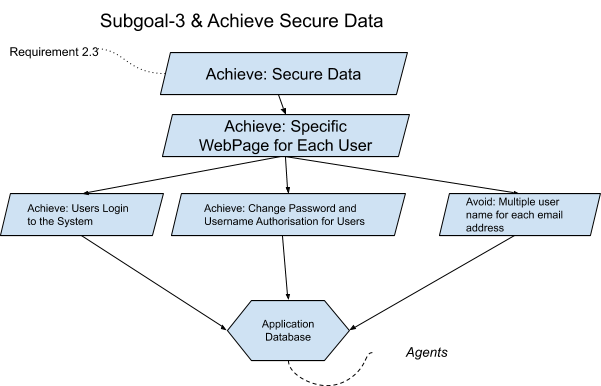 Subgoal-3 & Achieve Secure Data
Requirement 2.3
Achieve: Secure Data
Achieve: Specific
WebPage for Each User
Achieve: Users Login
to the System
Achieve: Change Password and
Username Authorisation for Users
Avoid: Multiple user
name for each email
address
Application
Database
Agents